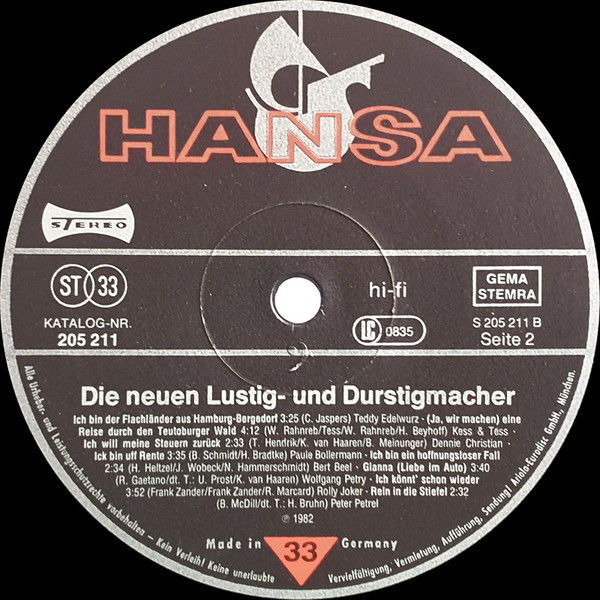 HANSA
STEREO
ST 33
KATALOG-NR.
205 211
hi-fi
LC 0835
GEMA
STEMRA
S 205 211 B
Seite 2
Die neuen Lustig- und Durstigmacher
Ich bin der Flachländer aus Hamburg-Bergedorf 3:25 (C. Jaspers) Teddy Edelwurz · (Ja, wir machen) eine
Reise durch den Teutoburger Wald 4:12 (W. Rahnreb/Tess/W. Rahnreb/H. Beyhoff) Kess & Tess ·
Ich will meine Steuern zurück 2:33 (T. Hendrik/K. van Haaren/B. Meinunger) Dennie Christian ·
Ich bin uff Rente 3:35 (B. Schmidt/H. Bradtke) Paule Bollermann · Ich bin ein hoffnungsloser Fall
2:34 (H. Heltzel/J. Wobeck/N. Hammerschmidt) Bert Beel · Gianna (Liebe im Auto) 3:40
(R. Gaetano/dt. T.: U. Prost/K. van Haaren) Wolfgang Petry · Ich könnt' schon wieder
3:52 (Frank Zander/Frank Zander/R. Marcard) Rolly Joker · Rein in die Stiefel 2:32
(B. McDill/dt. T.: H. Bruhn) Peter Petrel
℗ 1982
Made in 33 Germany
Alle Urheber- und Leistungsschutzrechte vorbehalten – Kein Verleih! Keine unerlaubte Vervielfältigung, Vermietung, Aufführung, Sendung! Ariola-Eurodisc GmbH., München.